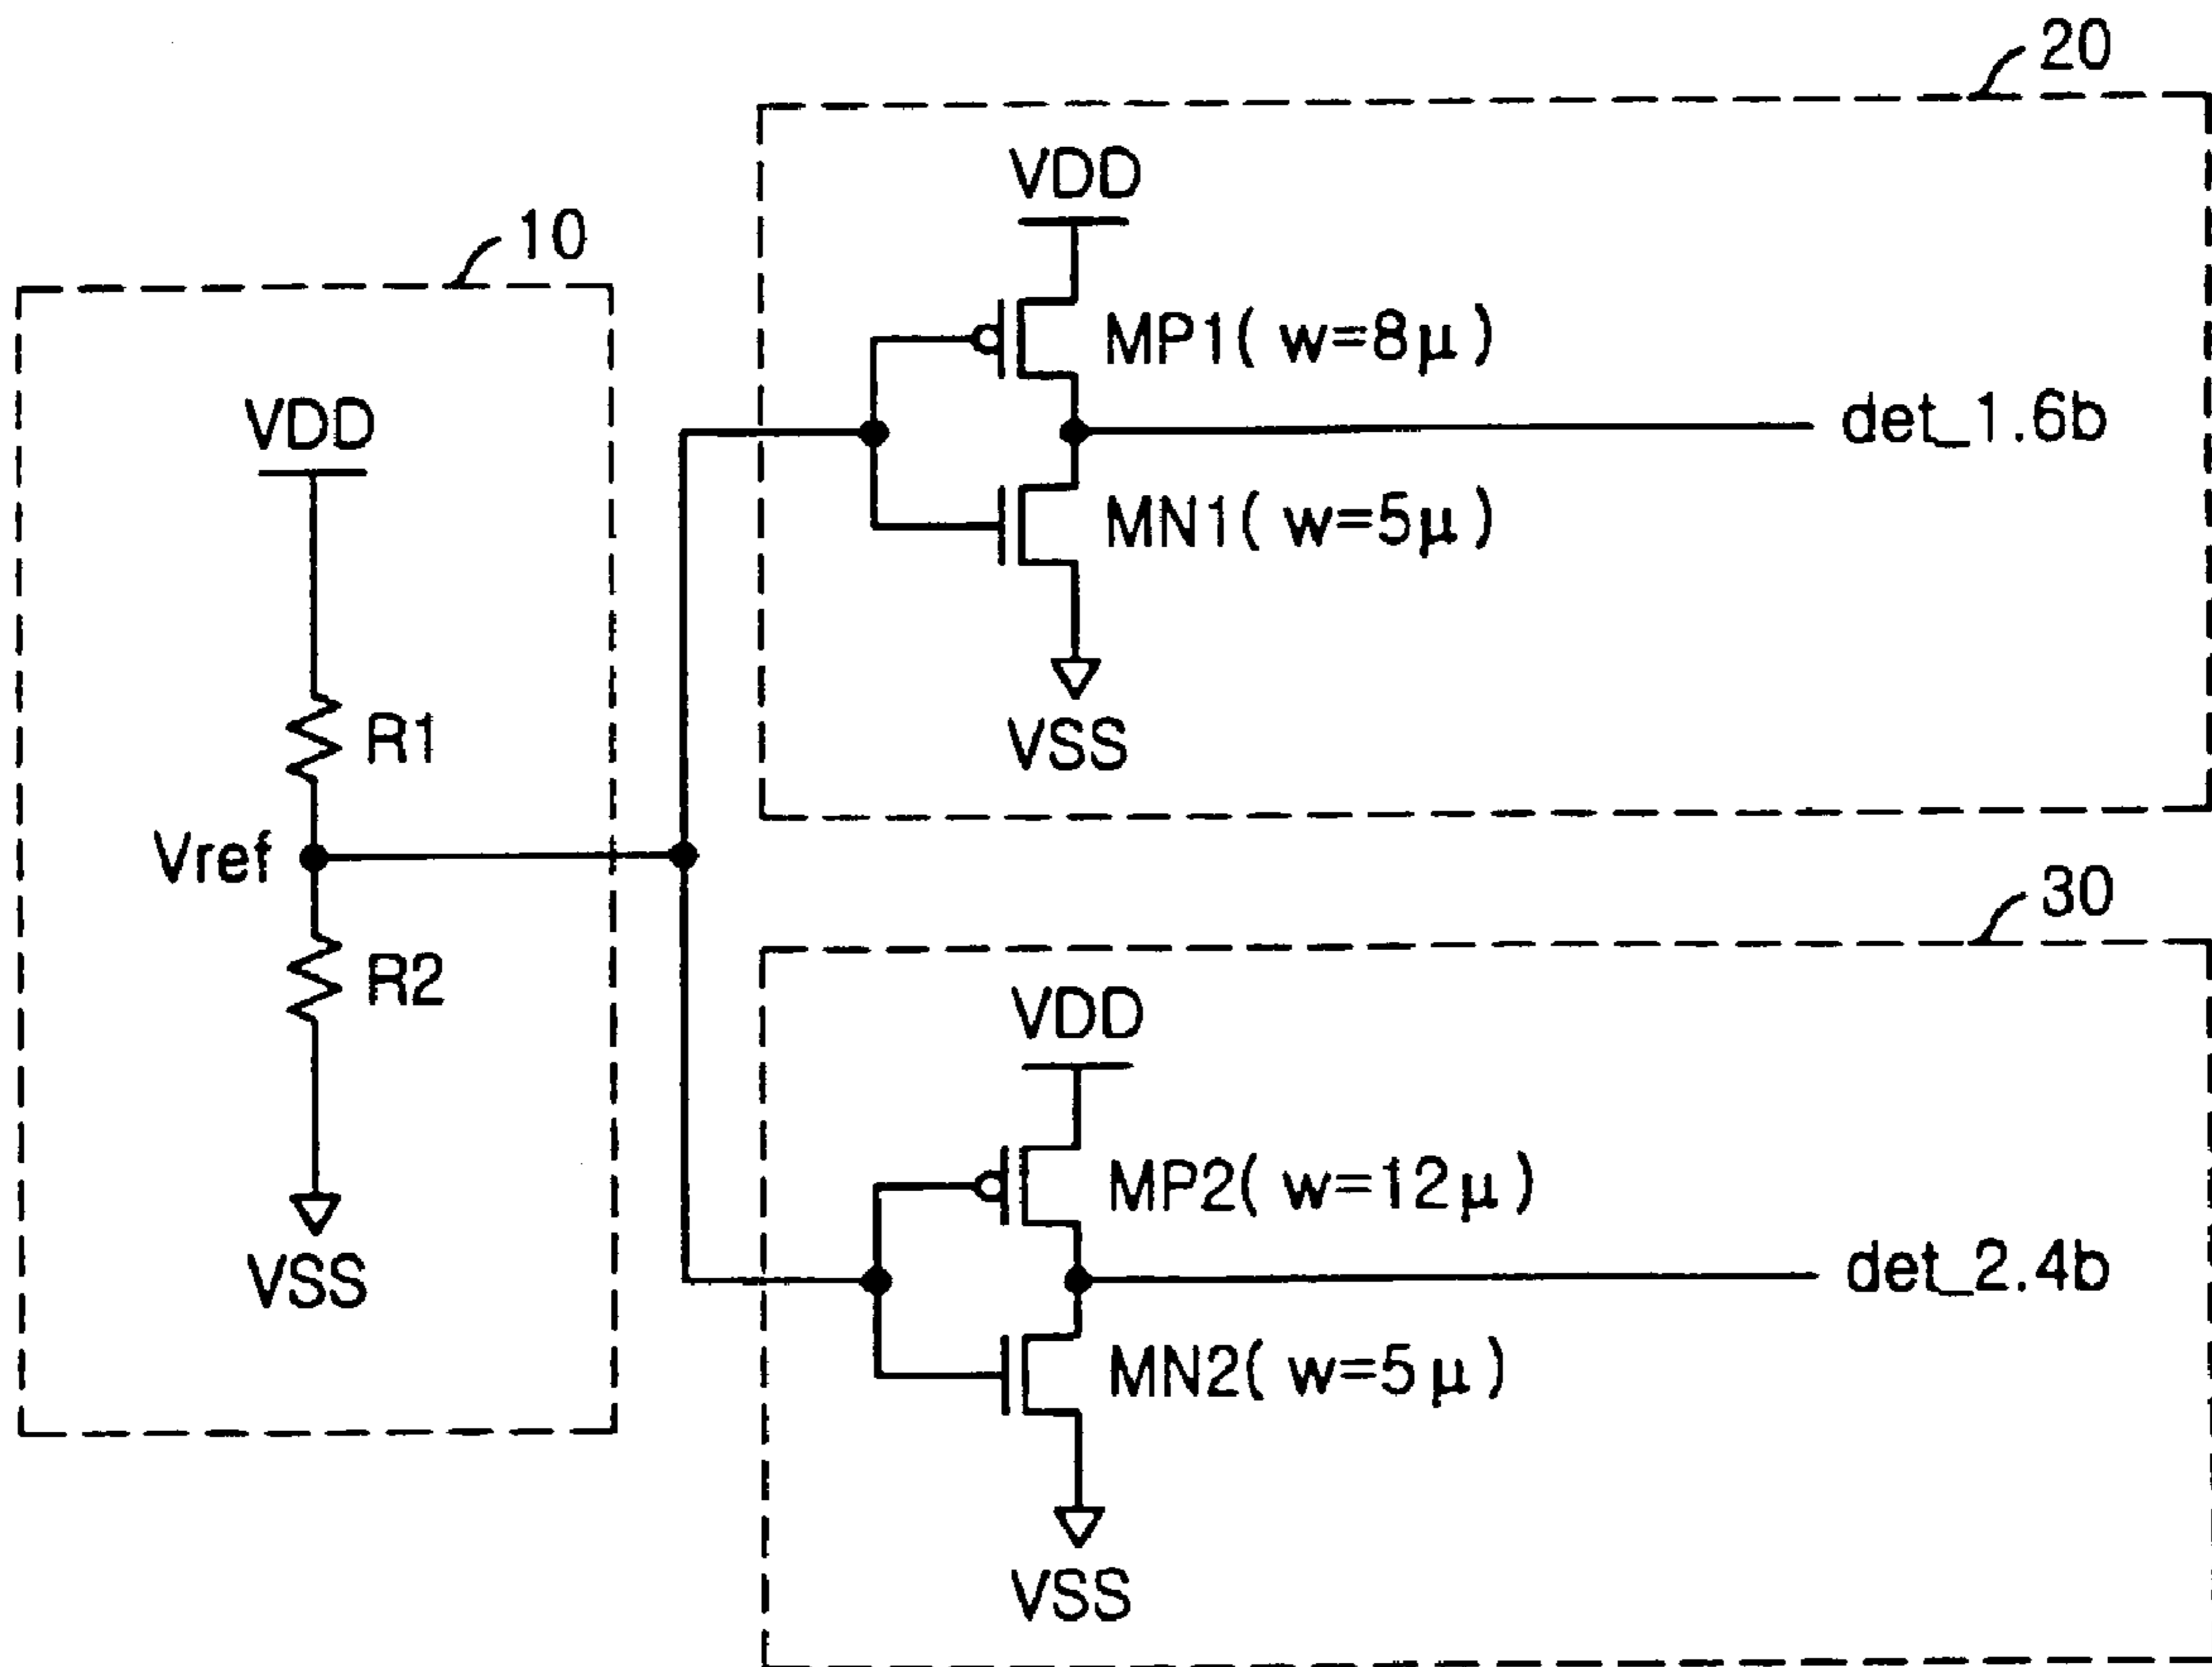 20
VDD
10
MP1( w=8μ )
VDD
det_1.6b
MN1( w=5μ )
R1
VSS
Vref
30
R2
VDD
MP2( w=12μ )
VSS
det_2.4b
MN2( w=5μ )
VSS